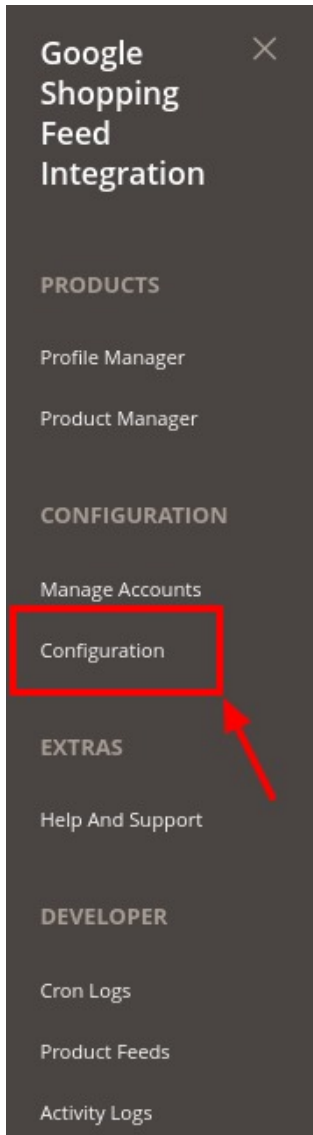 Google
Shopping
Feed
Integration
PRODUCTS
Profile Manager
Product Manager
CONFIGURATION
Manage Accounts
Configuration
EXTRAS
Help And Support
DEVELOPER
Cron Logs
Product Feeds
Activity Logs